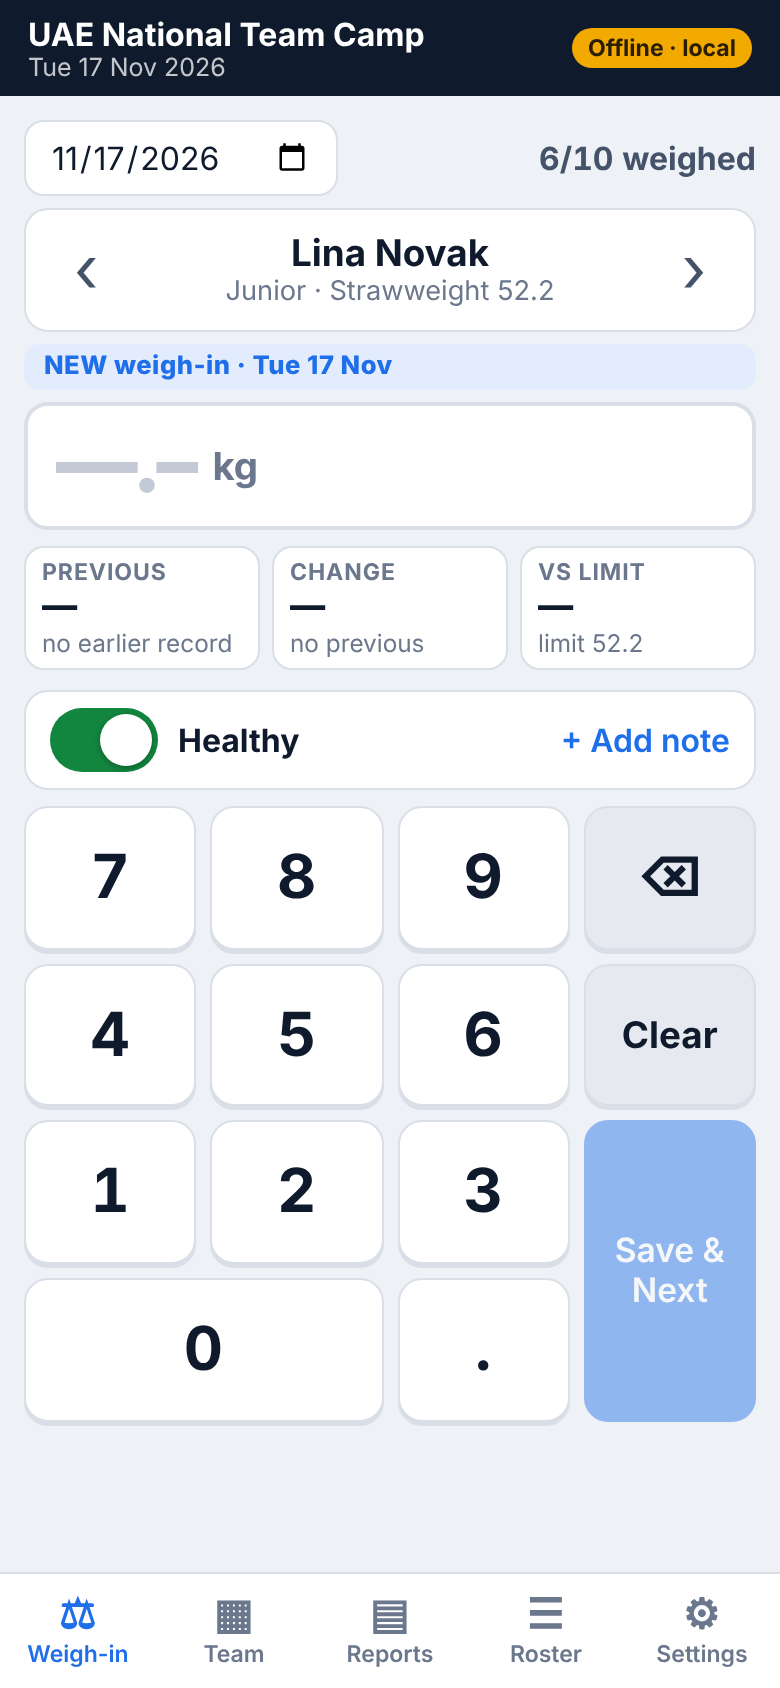 UAE National Team Camp
Tue 17 Nov 2026
Offline · local
11/17/2026
6/10 weighed
Lina Novak
Junior · Strawweight 52.2
NEW weigh-in · Tue 17 Nov
——.— kg
PREVIOUS
—
no earlier record
CHANGE
—
no previous
VS LIMIT
—
limit 52.2
Healthy
+ Add note
7 8 9
4 5 6 Clear
1 2 3
Save &
Next
0 .
Weigh-in
Team
Reports
Roster
Settings